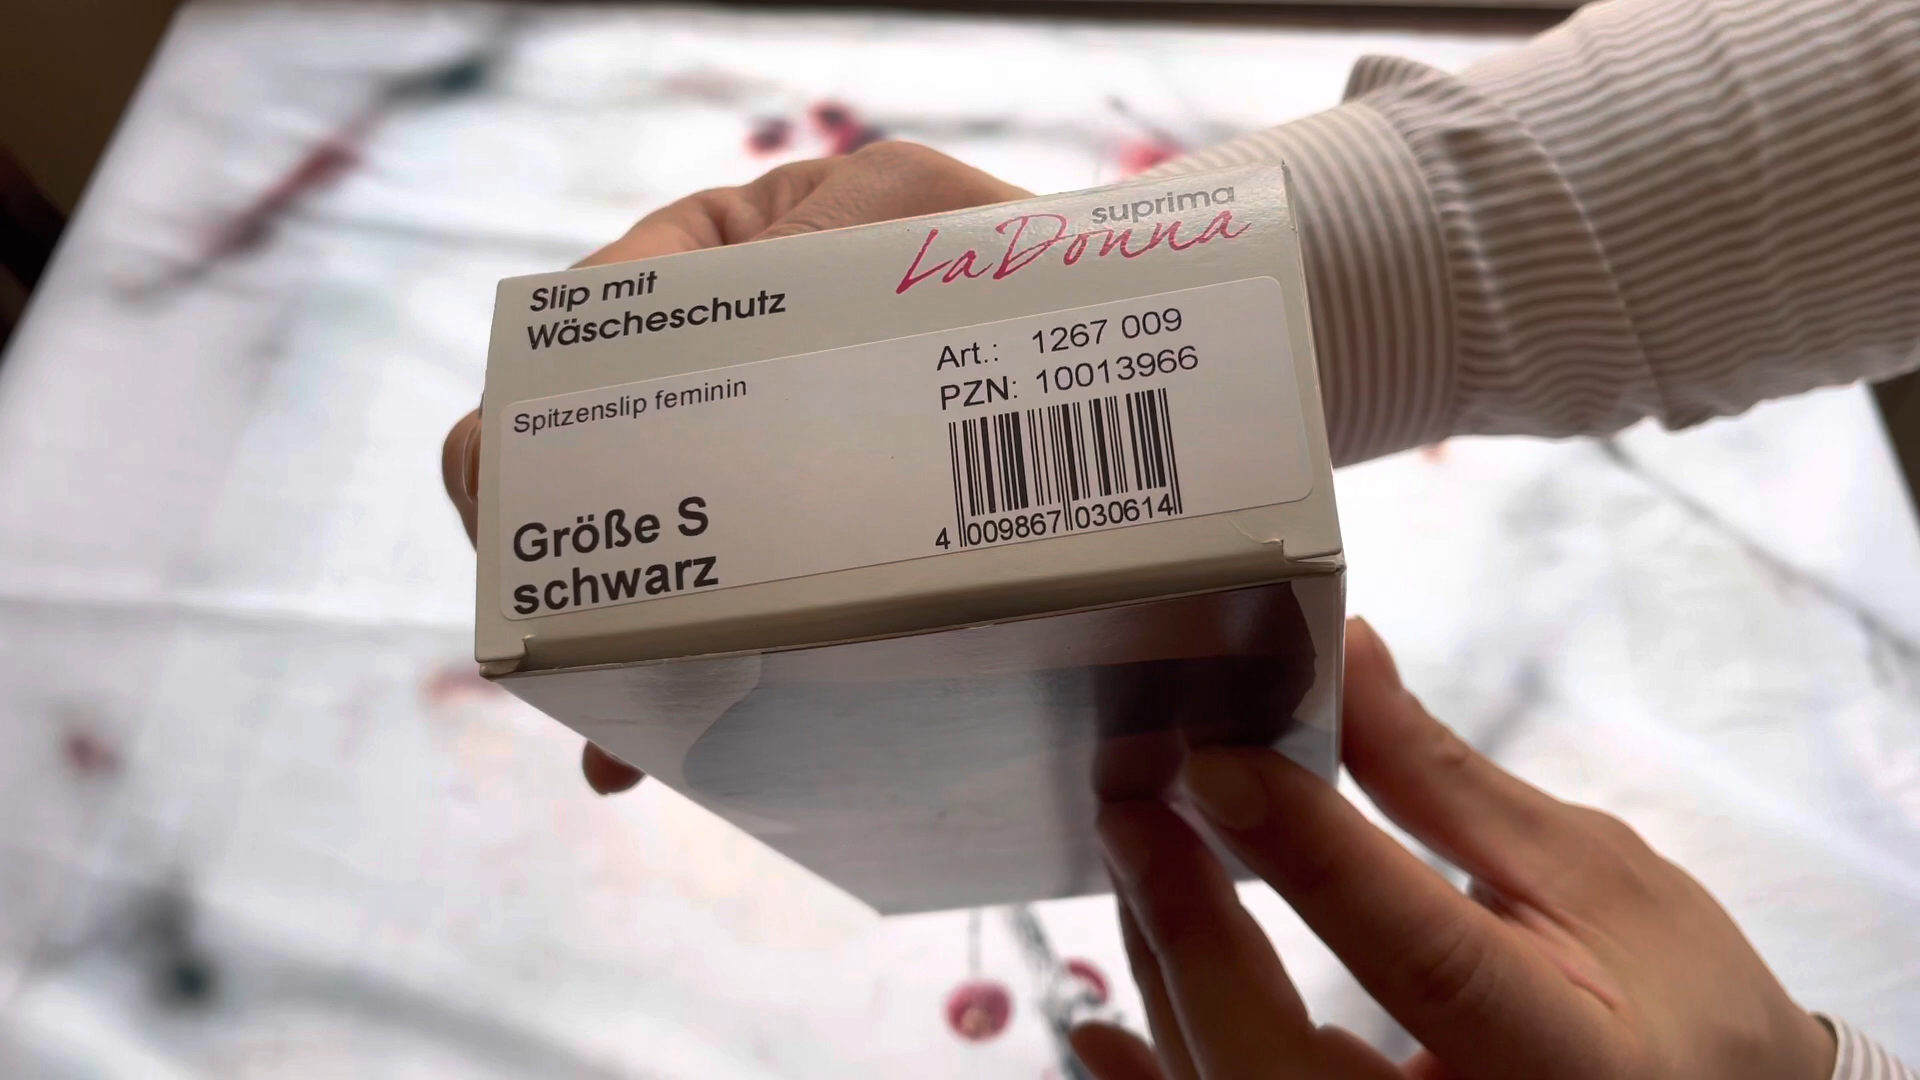 Slip mit
Wäscheschutz
suprima
LaDonna
Spitzenslip feminin
Größe S
schwarz
Art.: 1267 009
PZN: 10013966
4 009867 030614